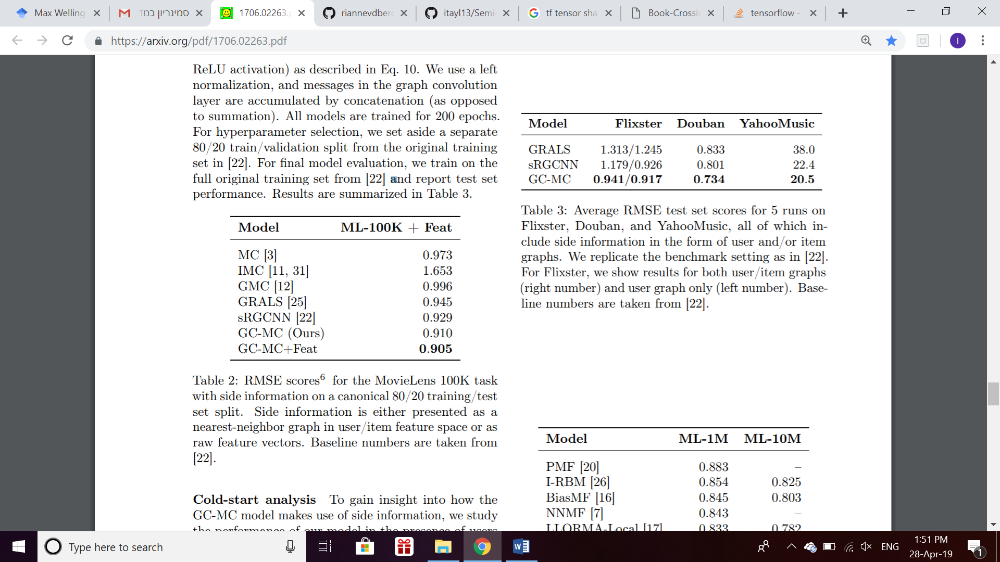 Max Welling
סמינריון במד
1706.02263.
riannevdber
itayl13/Semi
tf tensor sha
Book-Crossi
tensorflow -
https://arxiv.org/pdf/1706.02263.pdf
I
ReLU activation) as described in Eq. 10. We use a left
normalization, and messages in the graph convolution
layer are accumulated by concatenation (as opposed
to summation). All models are trained for 200 epochs.
For hyperparameter selection, we set aside a separate
80/20 train/validation split from the original training
set in [22]. For final model evaluation, we train on the
full original training set from [22] and report test set
performance. Results are summarized in Table 3.
Model ML-100K + Feat
MC [3] 0.973
IMC [11, 31] 1.653
GMC [12] 0.996
GRALS [25] 0.945
sRGCNN [22] 0.929
GC-MC (Ours) 0.910
GC-MC+Feat 0.905
Table 2: RMSE scores⁶ for the MovieLens 100K task
with side information on a canonical 80/20 training/test
set split. Side information is either presented as a
nearest-neighbor graph in user/item feature space or as
raw feature vectors. Baseline numbers are taken from
[22].
Cold-start analysis To gain insight into how the
GC-MC model makes use of side information, we study
the performance of our model in the presence of users
Model Flixster Douban YahooMusic
GRALS 1.313/1.245 0.833 38.0
sRGCNN 1.179/0.926 0.801 22.4
GC-MC 0.941/0.917 0.734 20.5
Table 3: Average RMSE test set scores for 5 runs on
Flixster, Douban, and YahooMusic, all of which in-
clude side information in the form of user and/or item
graphs. We replicate the benchmark setting as in [22].
For Flixster, we show results for both user/item graphs
(right number) and user graph only (left number). Base-
line numbers are taken from [22].
Model ML-1M ML-10M
PMF [20] 0.883 –
I-RBM [26] 0.854 0.825
BiasMF [16] 0.845 0.803
NNMF [7] 0.843 –
LLORMA-Local [17] 0.833 0.782
Type here to search
W
ENG
1:51 PM
28-Apr-19
1